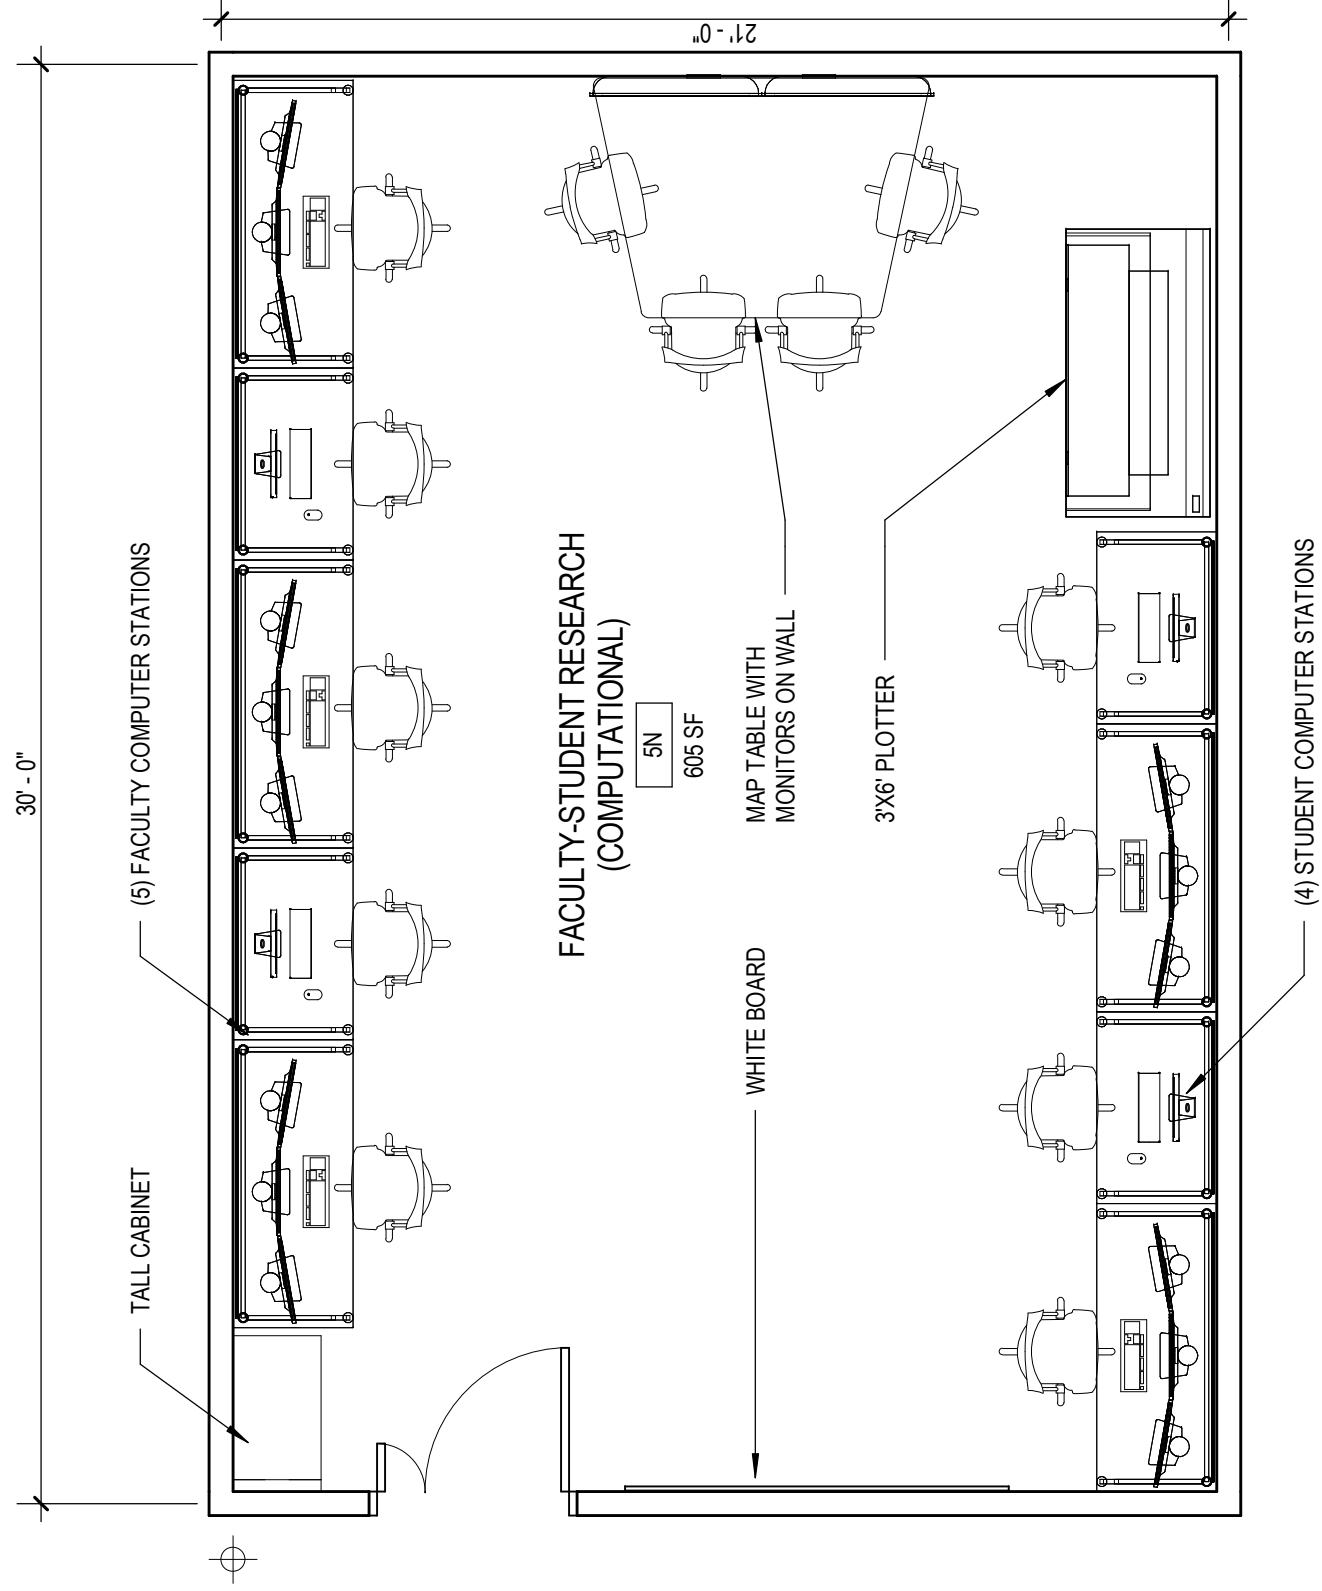 21' - 0"
30' - 0"
(5) FACULTY COMPUTER STATIONS
TALL CABINET
FACULTY-STUDENT RESEARCH
(COMPUTATIONAL)
5N
605 SF
MAP TABLE WITH
MONITORS ON WALL
3'X6' PLOTTER
WHITE BOARD
(4) STUDENT COMPUTER STATIONS